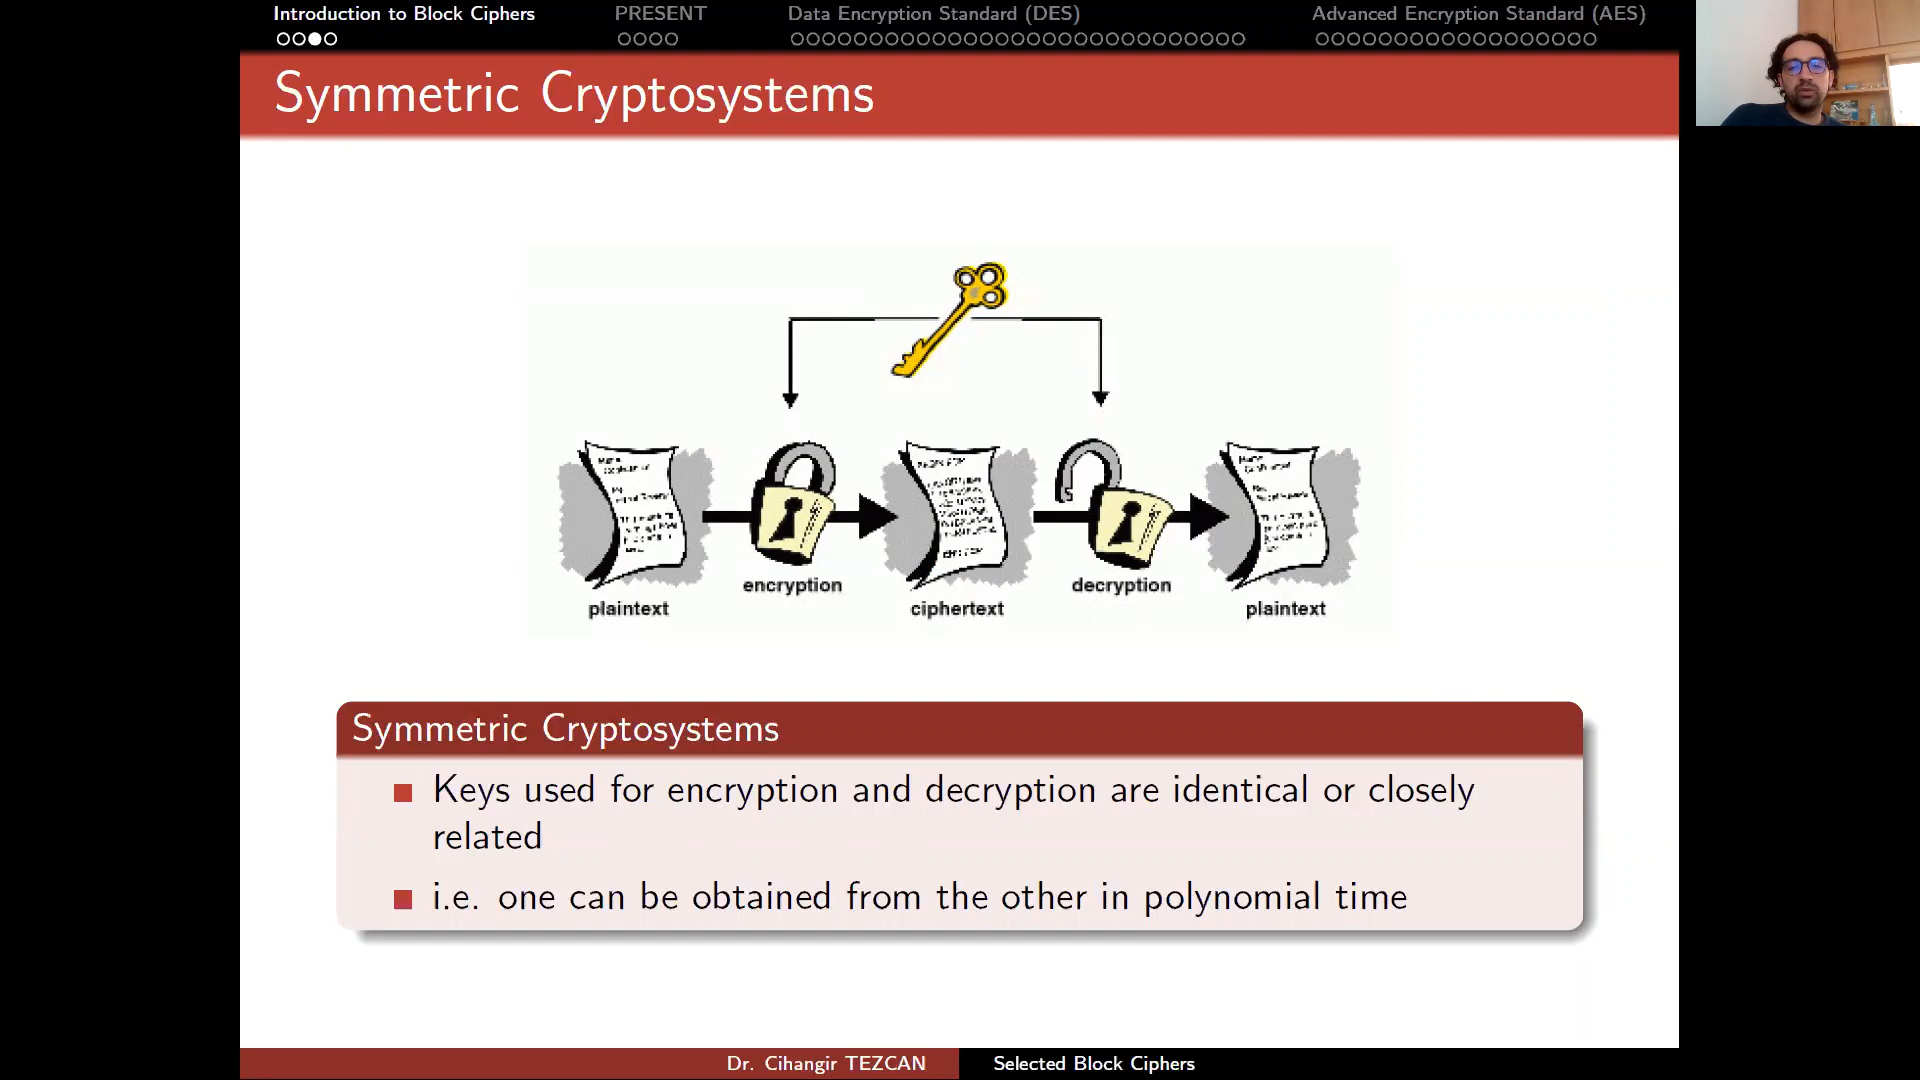 Introduction to Block Ciphers PRESENT Data Encryption Standard (DES) Advanced Encryption Standard (AES)
Symmetric Cryptosystems
encryption decryption
plaintext ciphertext plaintext
Symmetric Cryptosystems
Keys used for encryption and decryption are identical or closely
related
i.e. one can be obtained from the other in polynomial time
Dr. Cihangir TEZCAN Selected Block Ciphers